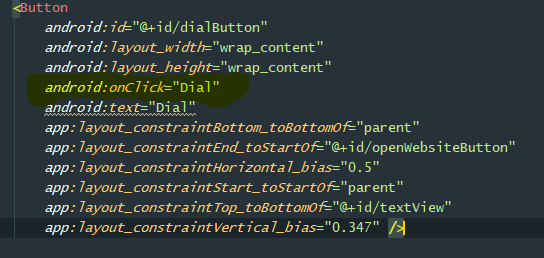 <Button
android:id="@+id/dialButton"
android:layout_width="wrap_content"
android:layout_height="wrap_content"
android:onClick="Dial"
android:text="Dial"
app:layout_constraintBottom_toBottomOf="parent"
app:layout_constraintEnd_toStartOf="@+id/openWebsiteButton"
app:layout_constraintHorizontal_bias="0.5"
app:layout_constraintStart_toStartOf="parent"
app:layout_constraintTop_toBottomOf="@+id/textView"
app:layout_constraintVertical_bias="0.347" />